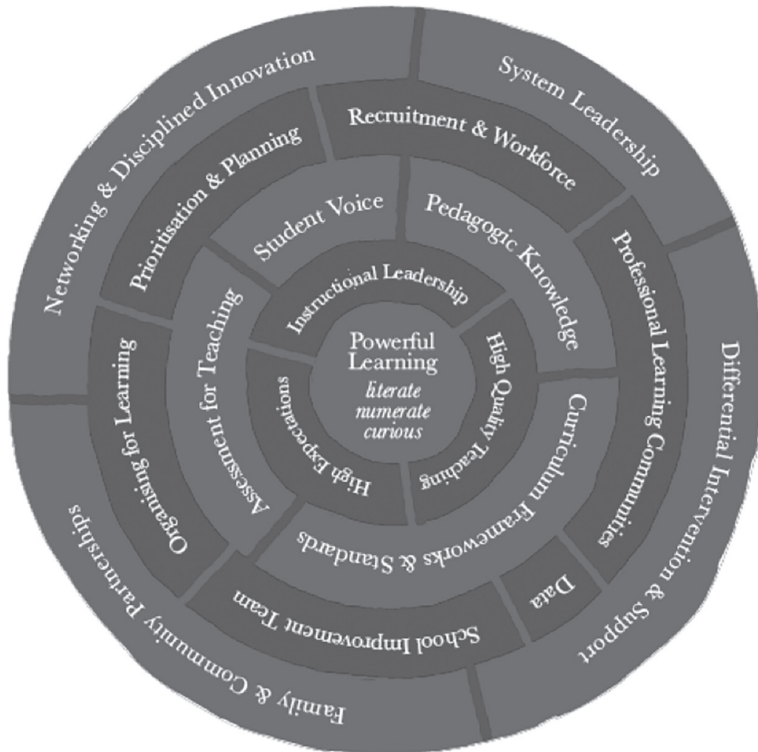 Networking & Disciplined Innovation
System Leadership
Differential Intervention & Support
Family & Community Partnerships
Prioritisation & Planning
Recruitment & Workforce
Professional Learning Communities
Data
School Improvement Team
Organising for Learning
Student Voice
Pedagogic Knowledge
Curriculum Frameworks & Standards
Assessment for Teaching
Instructional Leadership
High Quality Teaching
High Expectations
Powerful
Learning
literate
numerate
curious